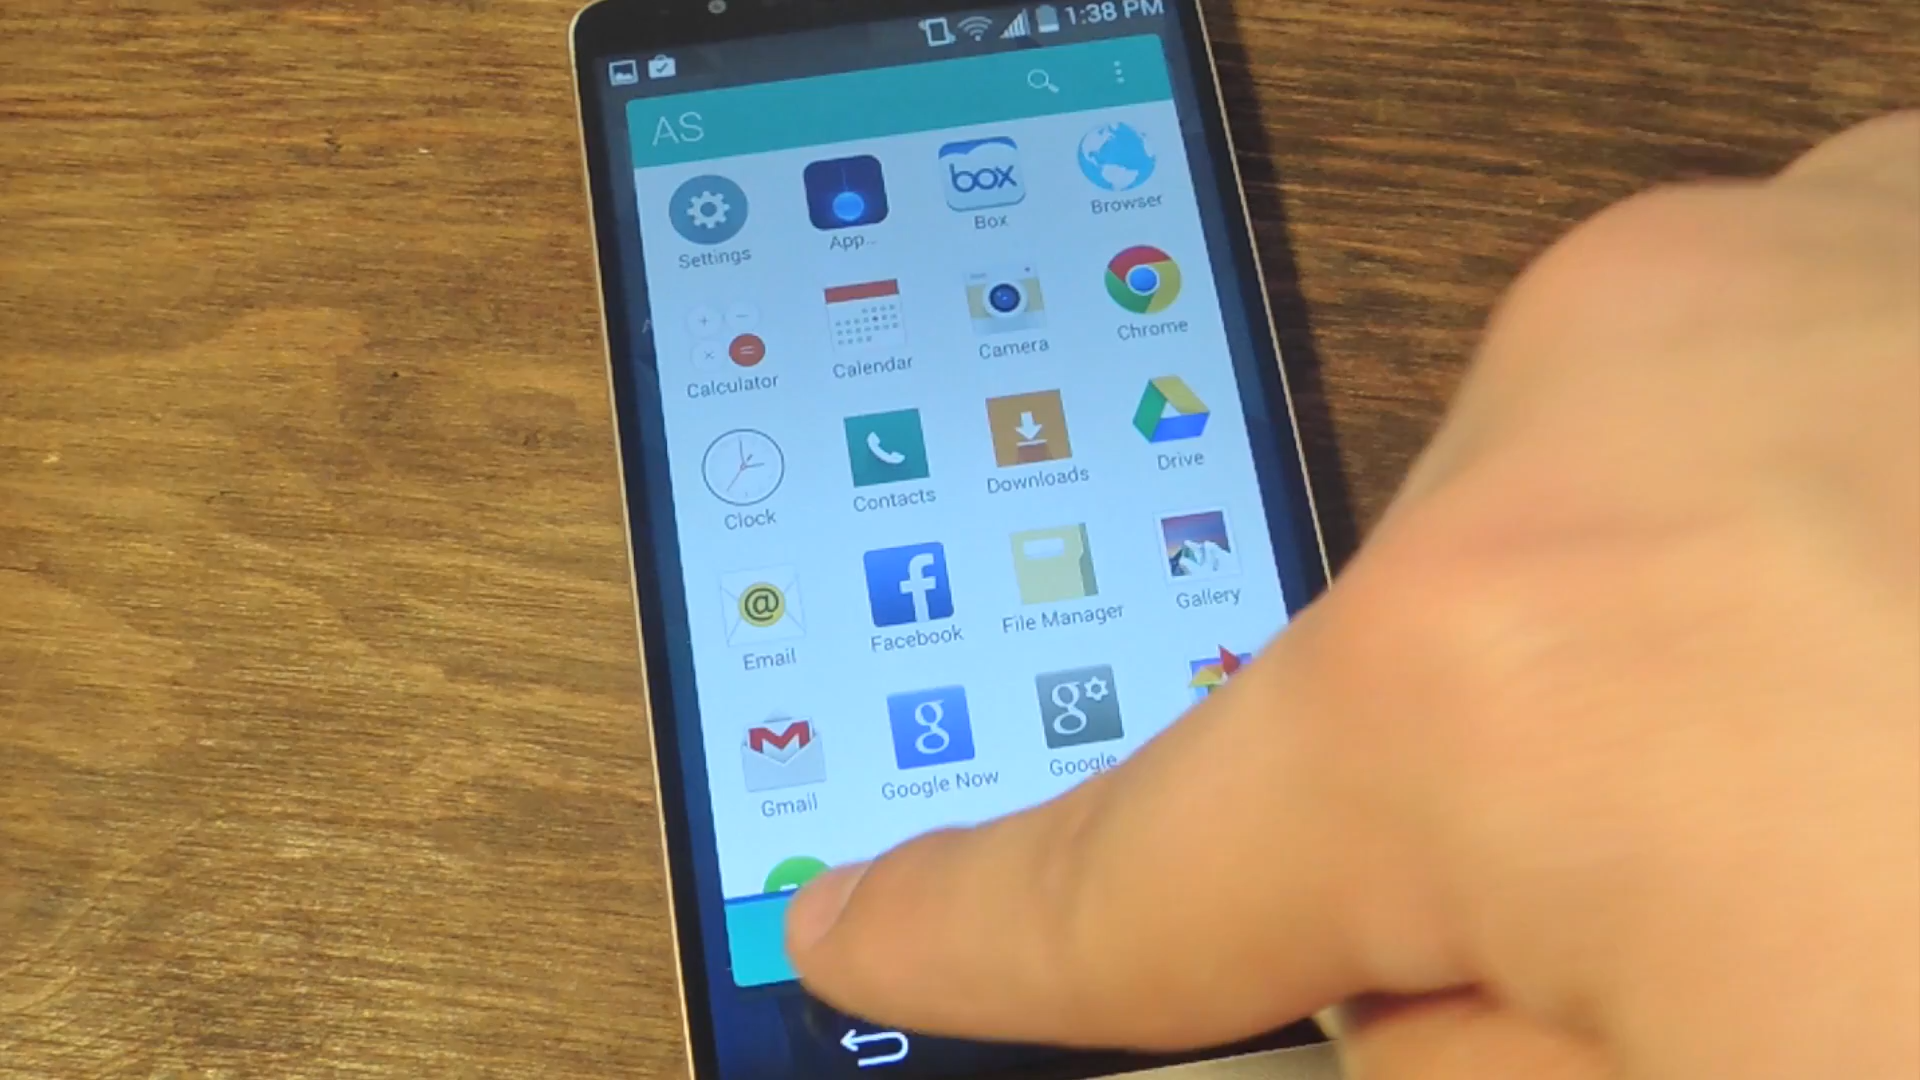 1:38 PM
AS
box
Settings
App...
Box
Browser
Calculator
Calendar
Camera
Chrome
Clock
Contacts
Downloads
Drive
@
f
Email
Facebook
File Manager
Gallery
g
g
Gmail
Google Now
Google